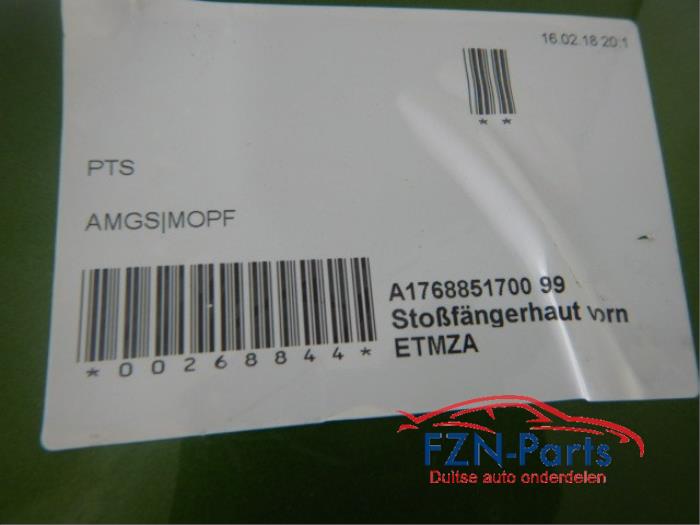 16.02.18 20:1
* *
PTS
AMGS|MOPF
*00268844*
A1768851700 99
Stoßfängerhaut vorn
ETMZA
FZN-Parts
Duitse auto onderdelen